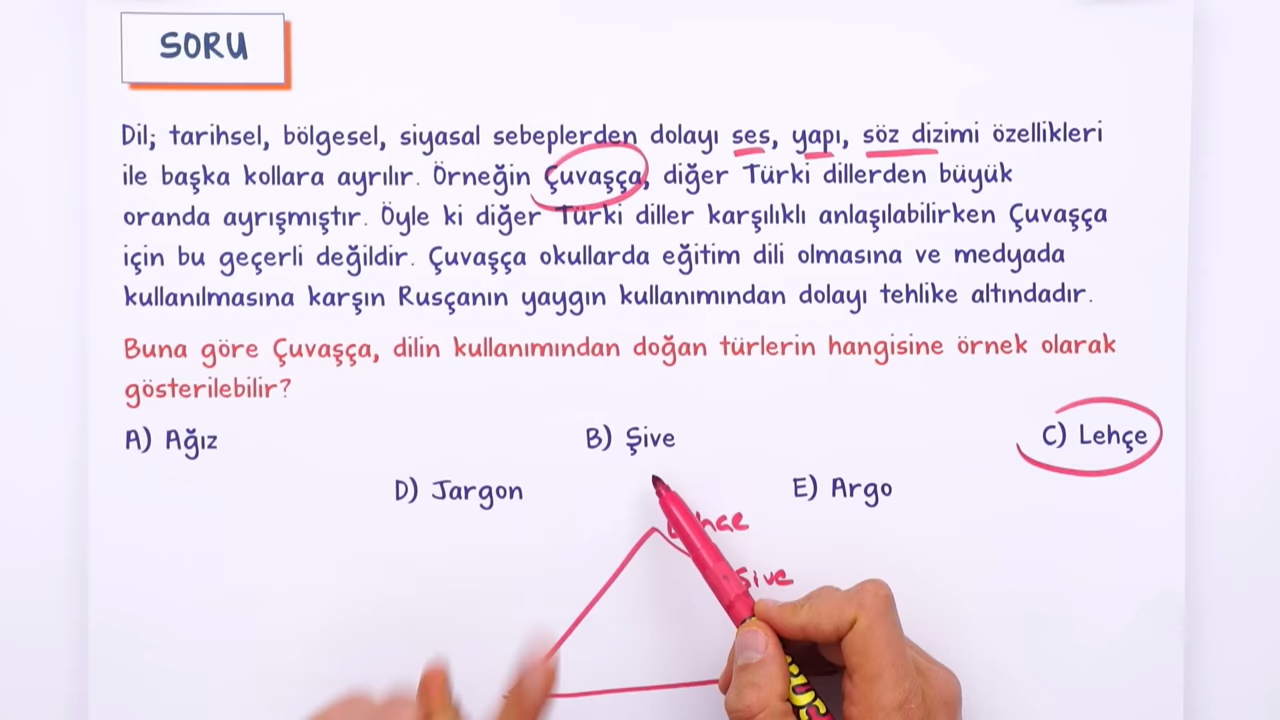 SORU
Dil; tarihsel, bölgesel, siyasal sebeplerden dolayı ses, yapı, söz dizimi özellikleri
ile başka kollara ayrılır. Örneğin Çuvaşça, diğer Türki dillerden büyük
oranda ayrışmıştır. Öyle ki diğer Türki diller karşılıklı anlaşılabilirken Çuvaşça
için bu geçerli değildir. Çuvaşça okullarda eğitim dili olmasına ve medyada
kullanılmasına karşın Rusçanın yaygın kullanımından dolayı tehlike altındadır.
Buna göre Çuvaşça, dilin kullanımından doğan türlerin hangisine örnek olarak
gösterilebilir?
A) Ağız
B) Şive
C) Lehçe
D) Jargon
E) Argo
Şive